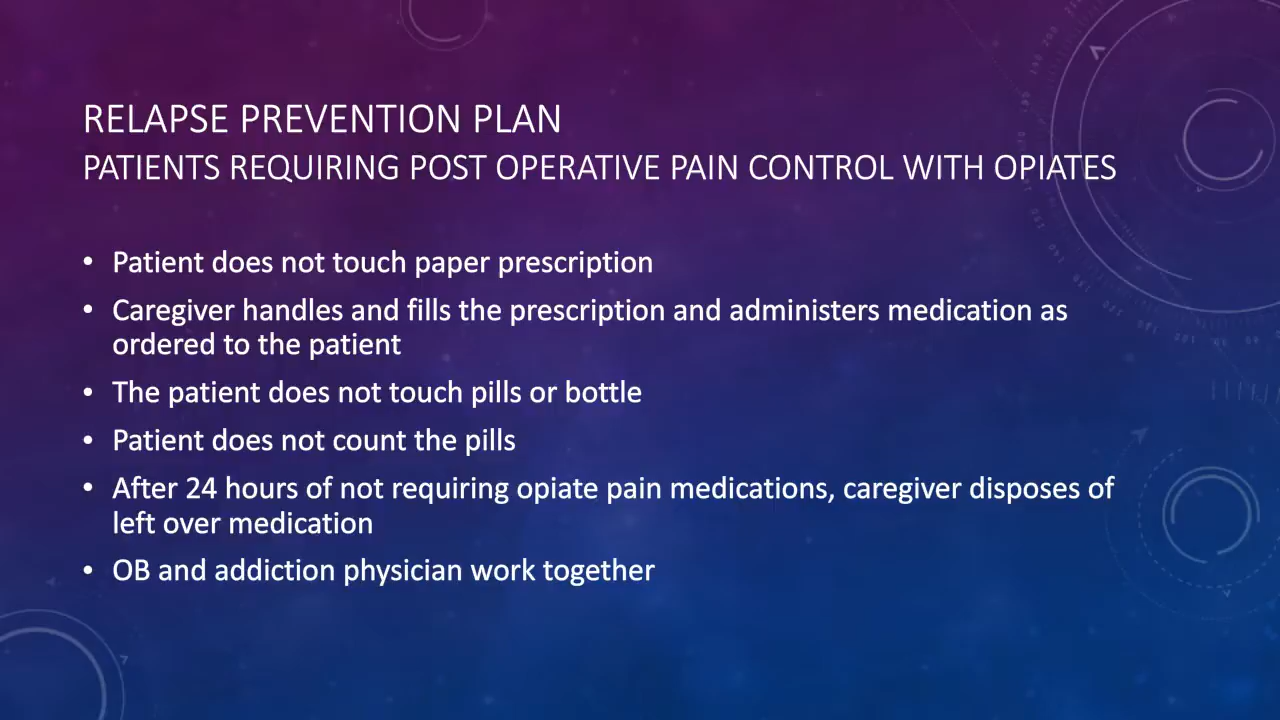 RELAPSE PREVENTION PLAN
PATIENTS REQUIRING POST OPERATIVE PAIN CONTROL WITH OPIATES
• Patient does not touch paper prescription
• Caregiver handles and fills the prescription and administers medication as
ordered to the patient
• The patient does not touch pills or bottle
• Patient does not count the pills
• After 24 hours of not requiring opiate pain medications, caregiver disposes of
left over medication
• OB and addiction physician work together